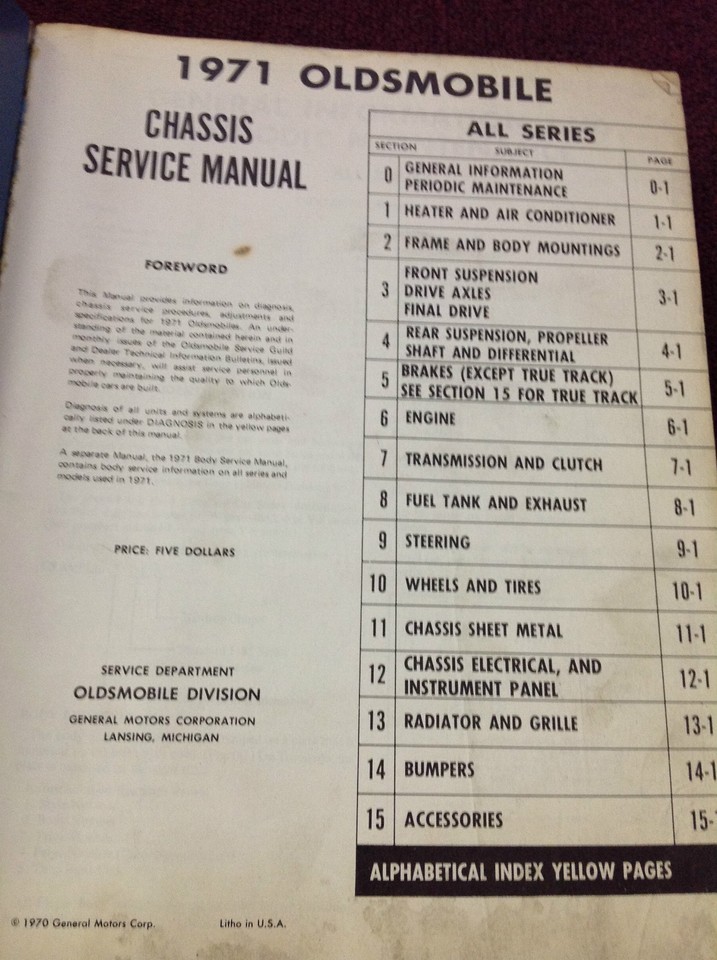 1971 OLDSMOBILE
CHASSIS
SERVICE MANUAL
FOREWORD
This Manual provides information on diagnosis,
chassis service procedures, adjustments and
specifications for 1971 Oldsmobiles. An under-
standing of the material contained herein and in
monthly issues of the Oldsmobile Service Guild
and Dealer Technical Information Bulletins, issued
when necessary, will assist service personnel in
properly maintaining the quality to which Olds-
mobile cars are built.
Diagnosis of all units and systems are alphabeti-
cally listed under DIAGNOSIS in the yellow pages
at the back of this manual.
A separate Manual, the 1971 Body Service Manual,
contains body service information on all series and
models used in 1971.
PRICE: FIVE DOLLARS
SERVICE DEPARTMENT
OLDSMOBILE DIVISION
GENERAL MOTORS CORPORATION
LANSING, MICHIGAN
© 1970 General Motors Corp. Litho in U.S.A.
ALL SERIES
SECTION SUBJECT PAGE
0 GENERAL INFORMATION
PERIODIC MAINTENANCE 0-1
1 HEATER AND AIR CONDITIONER 1-1
2 FRAME AND BODY MOUNTINGS 2-1
FRONT SUSPENSION
3 DRIVE AXLES 3-1
FINAL DRIVE
4 REAR SUSPENSION, PROPELLER
SHAFT AND DIFFERENTIAL 4-1
5 BRAKES (EXCEPT TRUE TRACK)
SEE SECTION 15 FOR TRUE TRACK 5-1
6 ENGINE 6-1
7 TRANSMISSION AND CLUTCH 7-1
8 FUEL TANK AND EXHAUST 8-1
9 STEERING 9-1
10 WHEELS AND TIRES 10-1
11 CHASSIS SHEET METAL 11-1
12 CHASSIS ELECTRICAL, AND
INSTRUMENT PANEL 12-1
13 RADIATOR AND GRILLE 13-1
14 BUMPERS 14-1
15 ACCESSORIES 15-
ALPHABETICAL INDEX YELLOW PAGES